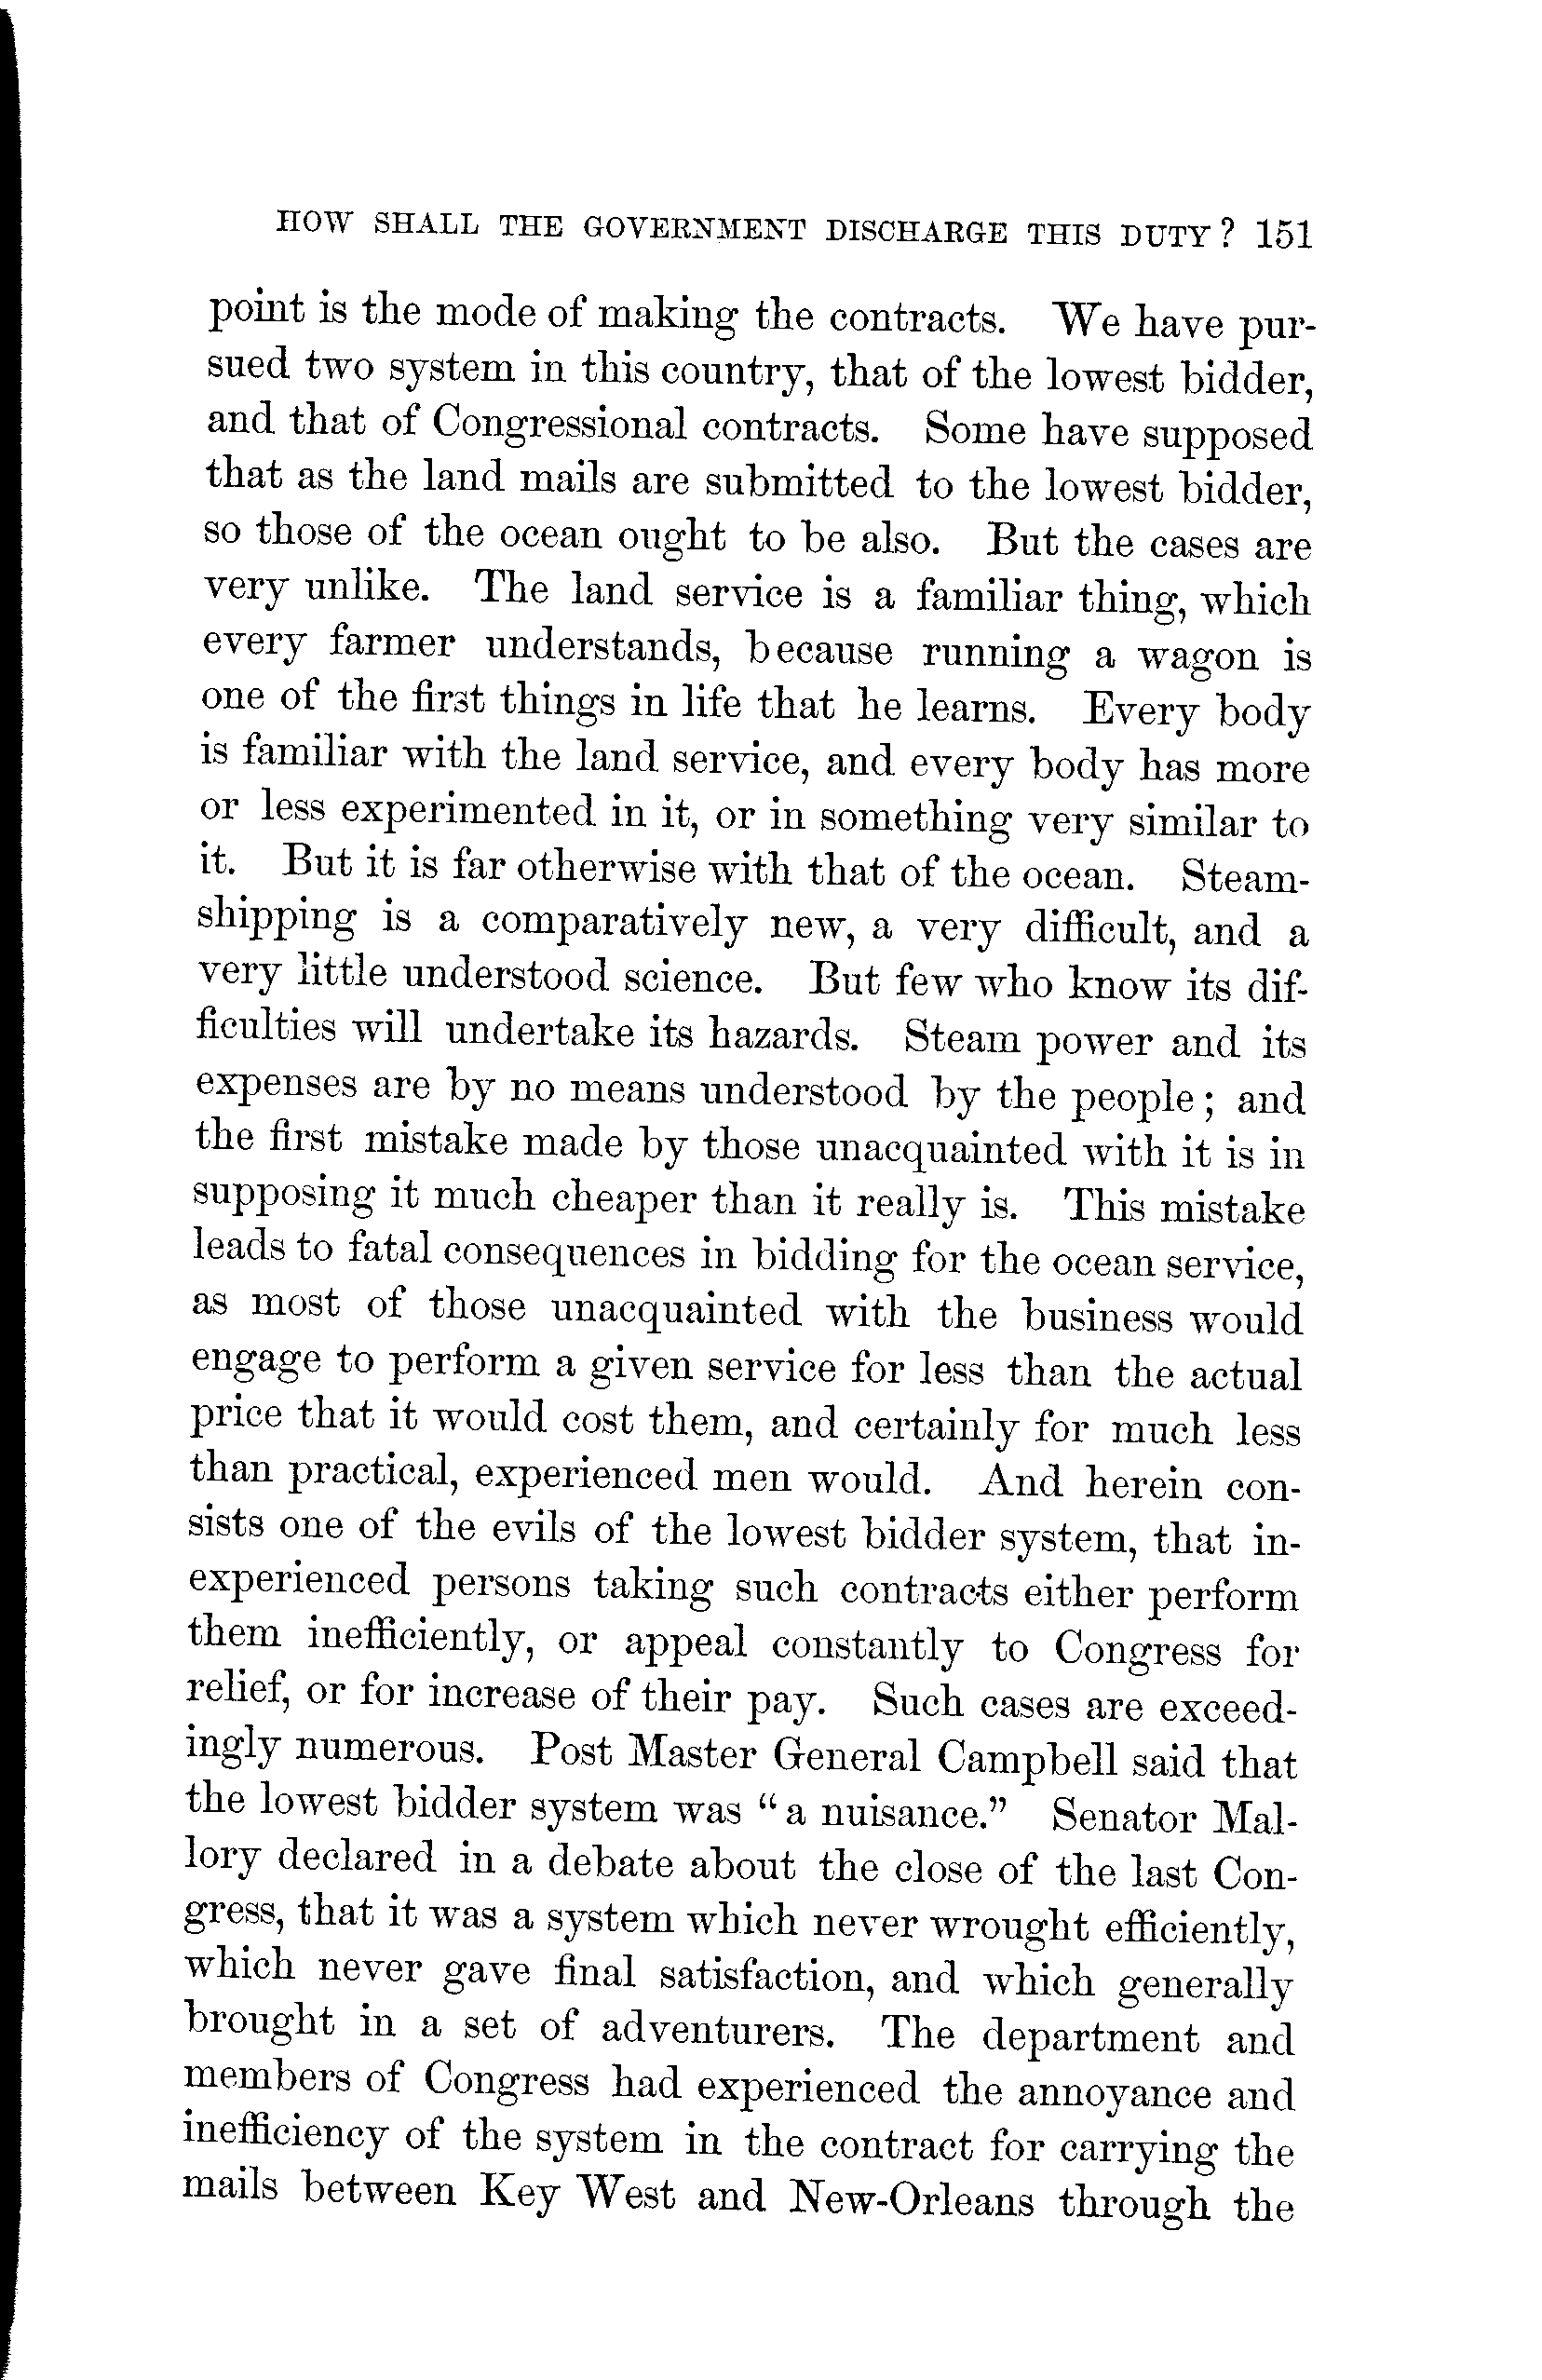 HOW SHALL THE GOVERNMENT DISCHARGE THIS DUTY? 151
point is the mode of making the contracts. We have pur-
sued two system in this country, that of the lowest bidder,
and that of Congressional contracts. Some have supposed
that as the land mails are submitted to the lowest bidder,
so those of the ocean ought to be also. But the cases are
very unlike. The land service is a familiar thing, which
every farmer understands, because running a wagon is
one of the first things in life that he learns. Every body
is familiar with the land service, and every body has more
or less experimented in it, or in something very similar to
it. But it is far otherwise with that of the ocean. Steam-
shipping is a comparatively new, a very difficult, and a
very little understood science. But few who know its dif-
ficulties will undertake its hazards. Steam power and its
expenses are by no means understood by the people; and
the first mistake made by those unacquainted with it is in
supposing it much cheaper than it really is. This mistake
leads to fatal consequences in bidding for the ocean service,
as most of those unacquainted with the business would
engage to perform a given service for less than the actual
price that it would cost them, and certainly for much less
than practical, experienced men would. And herein con-
sists one of the evils of the lowest bidder system, that in-
experienced persons taking such contracts either perform
them inefficiently, or appeal constantly to Congress for
relief, or for increase of their pay. Such cases are exceed-
ingly numerous. Post Master General Campbell said that
the lowest bidder system was "a nuisance." Senator Mal-
lory declared in a debate about the close of the last Con-
gress, that it was a system which never wrought efficiently,
which never gave final satisfaction, and which generally
brought in a set of adventurers. The department and
members of Congress had experienced the annoyance and
inefficiency of the system in the contract for carrying the
mails between Key West and New-Orleans through the